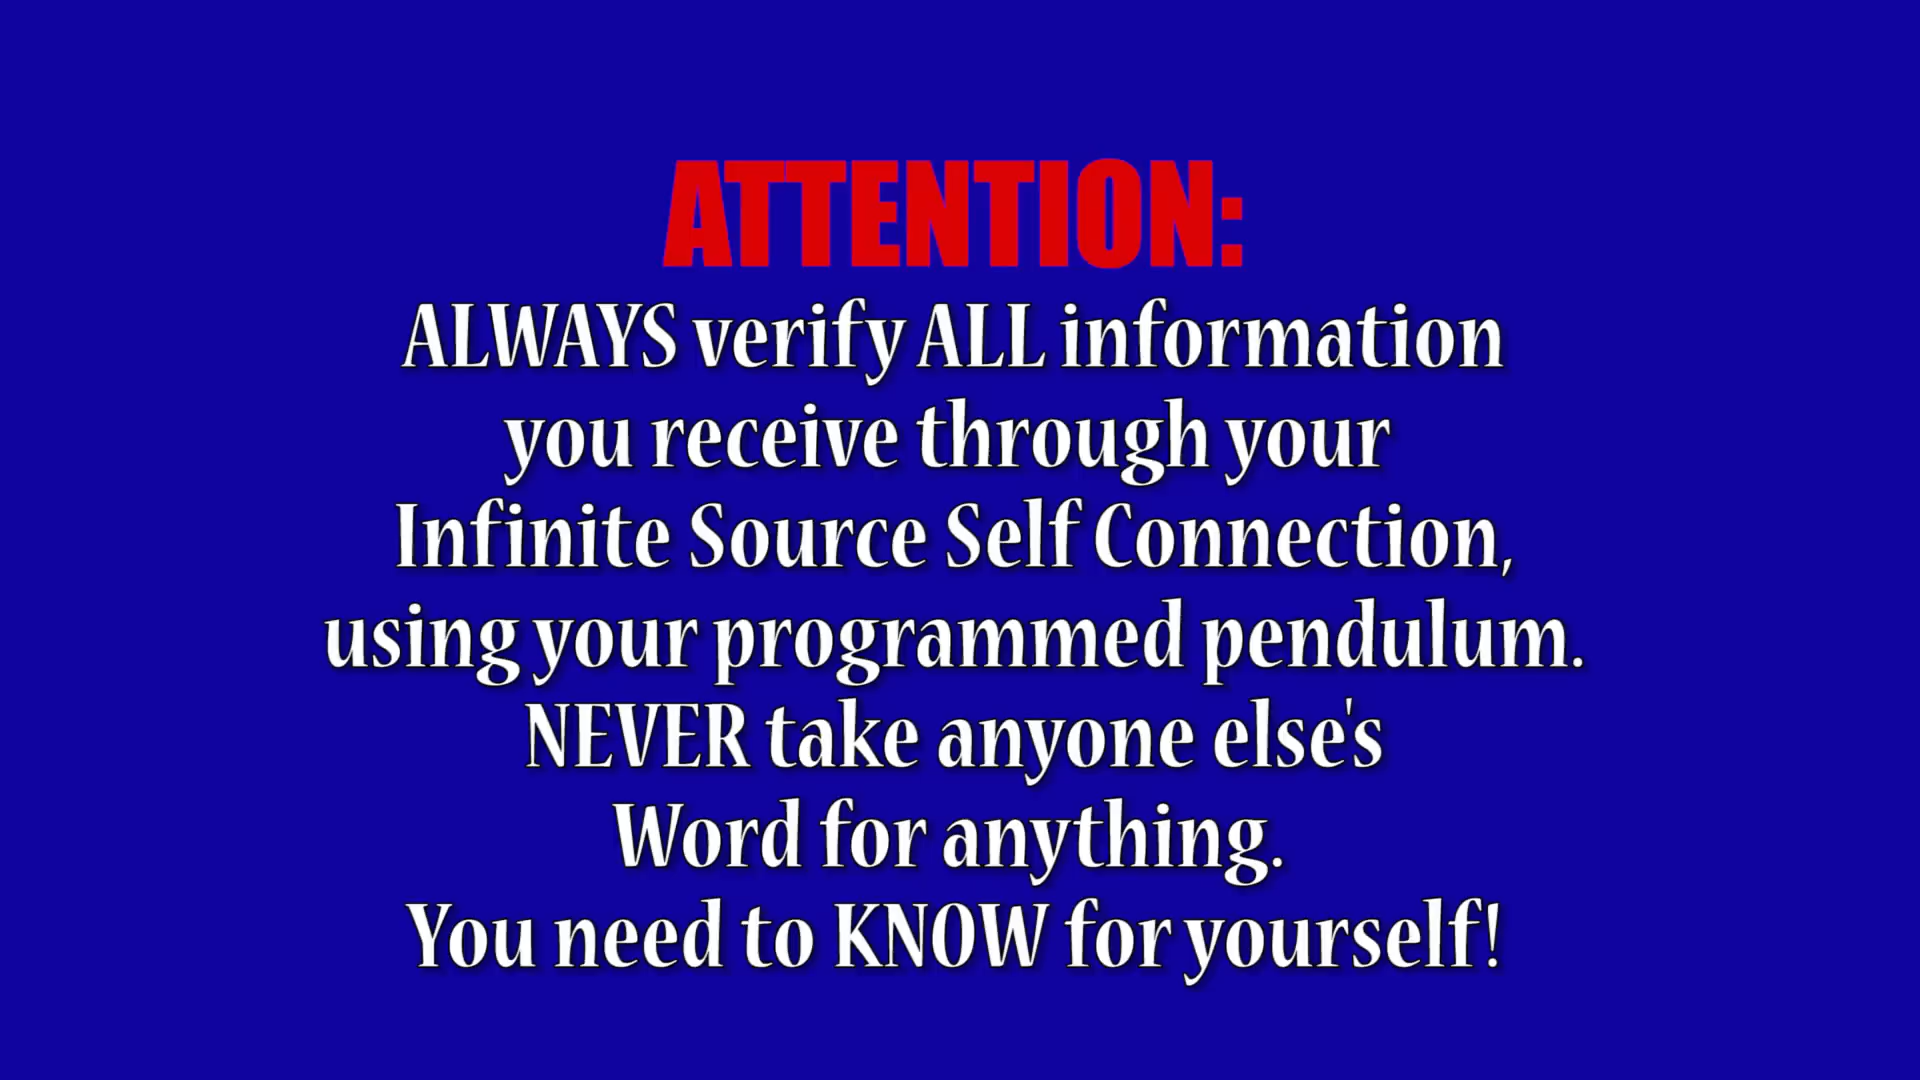 ATTENTION:
ALWAYS verify ALL information
you receive through your
Infinite Source Self Connection,
using your programmed pendulum.
NEVER take anyone else's
Word for anything.
You need to KNOW for yourself!